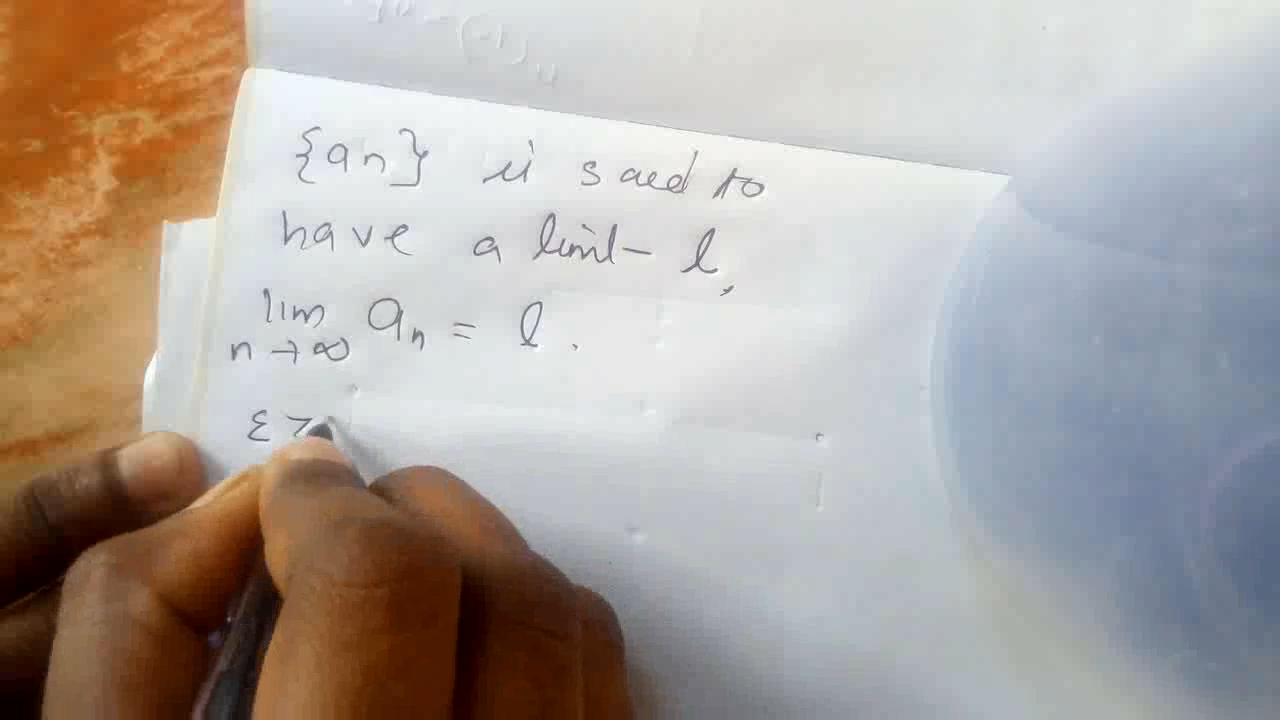 {an} is said to
have a limit l,
lim an = l.
n→∞
ε >